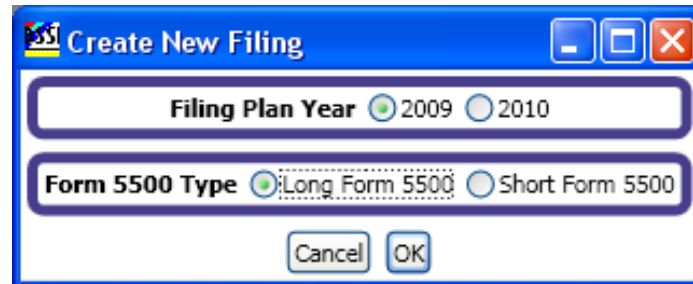 Create New Filing
Filing Plan Year 2009 2010
Form 5500 Type Long Form 5500 Short Form 5500
Cancel OK